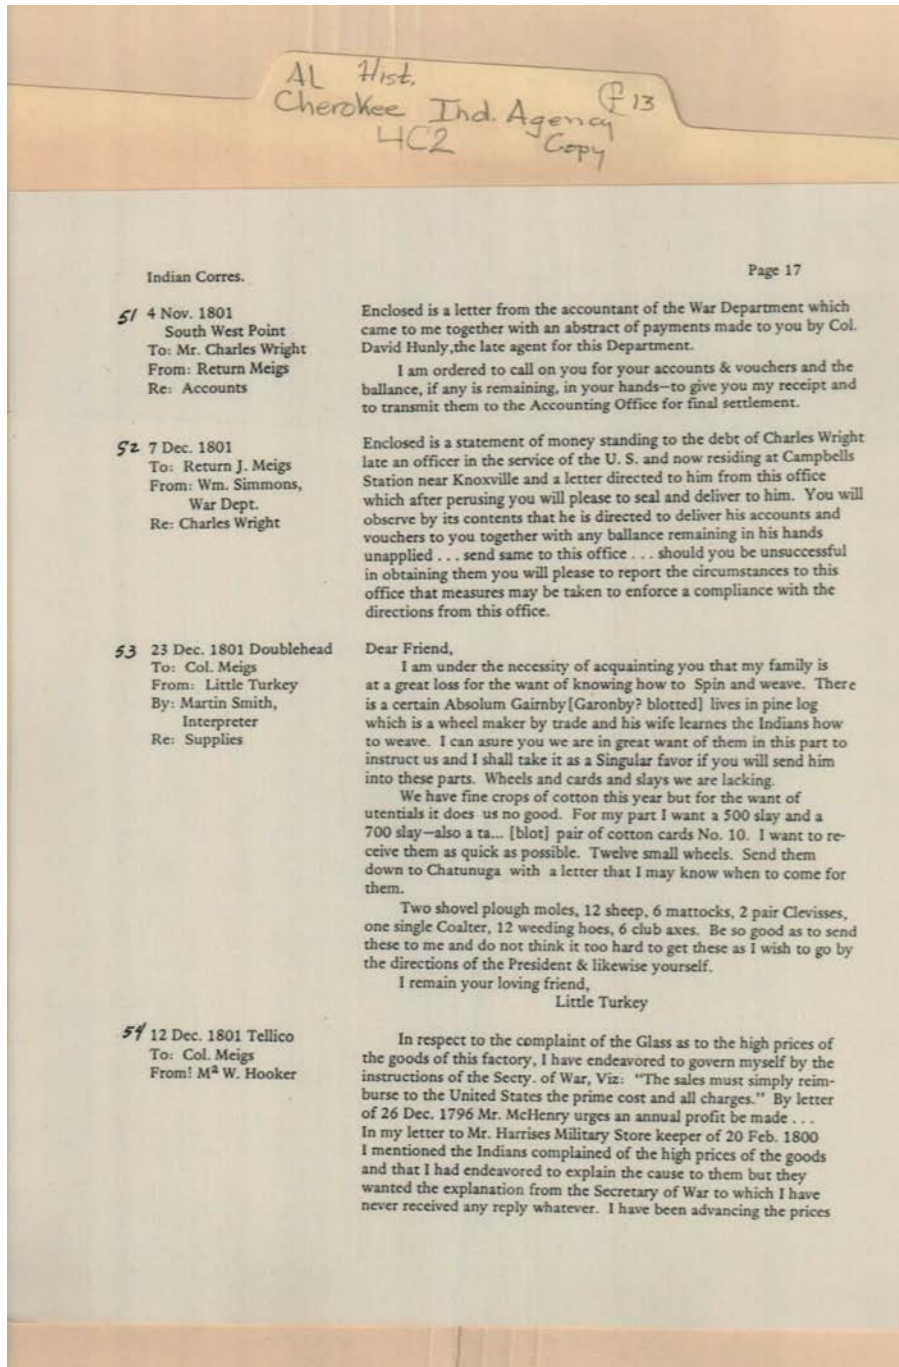 AL Hist.
Cherokee Ind. Agency f 13
4C2 Copy
Indian Corres.
Page 17
51 4 Nov. 1801
South West Point
To: Mr. Charles Wright
From: Return Meigs
Re: Accounts
Enclosed is a letter from the accountant of the War Department which
came to me together with an abstract of payments made to you by Col.
David Hunly,the late agent for this Department.
I am ordered to call on you for your accounts & vouchers and the
ballance, if any is remaining, in your hands—to give you my receipt and
to transmit them to the Accounting Office for final settlement.
52 7 Dec. 1801
To: Return J. Meigs
From: Wm. Simmons,
War Dept.
Re: Charles Wright
Enclosed is a statement of money standing to the debt of Charles Wright
late an officer in the service of the U. S. and now residing at Campbells
Station near Knoxville and a letter directed to him from this office
which after perusing you will please to seal and deliver to him. You will
observe by its contents that he is directed to deliver his accounts and
vouchers to you together with any ballance remaining in his hands
unapplied . . . send same to this office . . . should you be unsuccessful
in obtaining them you will please to report the circumstances to this
office that measures may be taken to enforce a compliance with the
directions from this office.
53 23 Dec. 1801 Doublehead
To: Col. Meigs
From: Little Turkey
By: Martin Smith,
Interpreter
Re: Supplies
Dear Friend,
I am under the necessity of acquainting you that my family is
at a great loss for the want of knowing how to Spin and weave. There
is a certain Absolum Gairnby[Garonby? blotted] lives in pine log
which is a wheel maker by trade and his wife learnes the Indians how
to weave. I can asure you we are in great want of them in this part to
instruct us and I shall take it as a Singular favor if you will send him
into these parts. Wheels and cards and slays we are lacking.
We have fine crops of cotton this year but for the want of
utentials it does us no good. For my part I want a 500 slay and a
700 slay—also a ta... [blot] pair of cotton cards No. 10. I want to re-
ceive them as quick as possible. Twelve small wheels. Send them
down to Chatunuga with a letter that I may know when to come for
them.
Two shovel plough moles, 12 sheep, 6 mattocks, 2 pair Clevisses,
one single Coalter, 12 weeding hoes, 6 club axes. Be so good as to send
these to me and do not think it too hard to get these as I wish to go by
the directions of the President & likewise yourself.
I remain your loving friend,
Little Turkey
54 12 Dec. 1801 Tellico
To: Col. Meigs
From! Mª W. Hooker
In respect to the complaint of the Glass as to the high prices of
the goods of this factory, I have endeavored to govern myself by the
instructions of the Secty. of War, Viz: "The sales must simply reim-
burse to the United States the prime cost and all charges." By letter
of 26 Dec. 1796 Mr. McHenry urges an annual profit be made . . .
In my letter to Mr. Harrises Military Store keeper of 20 Feb. 1800
I mentioned the Indians complained of the high prices of the goods
and that I had endeavored to explain the cause to them but they
wanted the explanation from the Secretary of War to which I have
never received any reply whatever. I have been advancing the prices